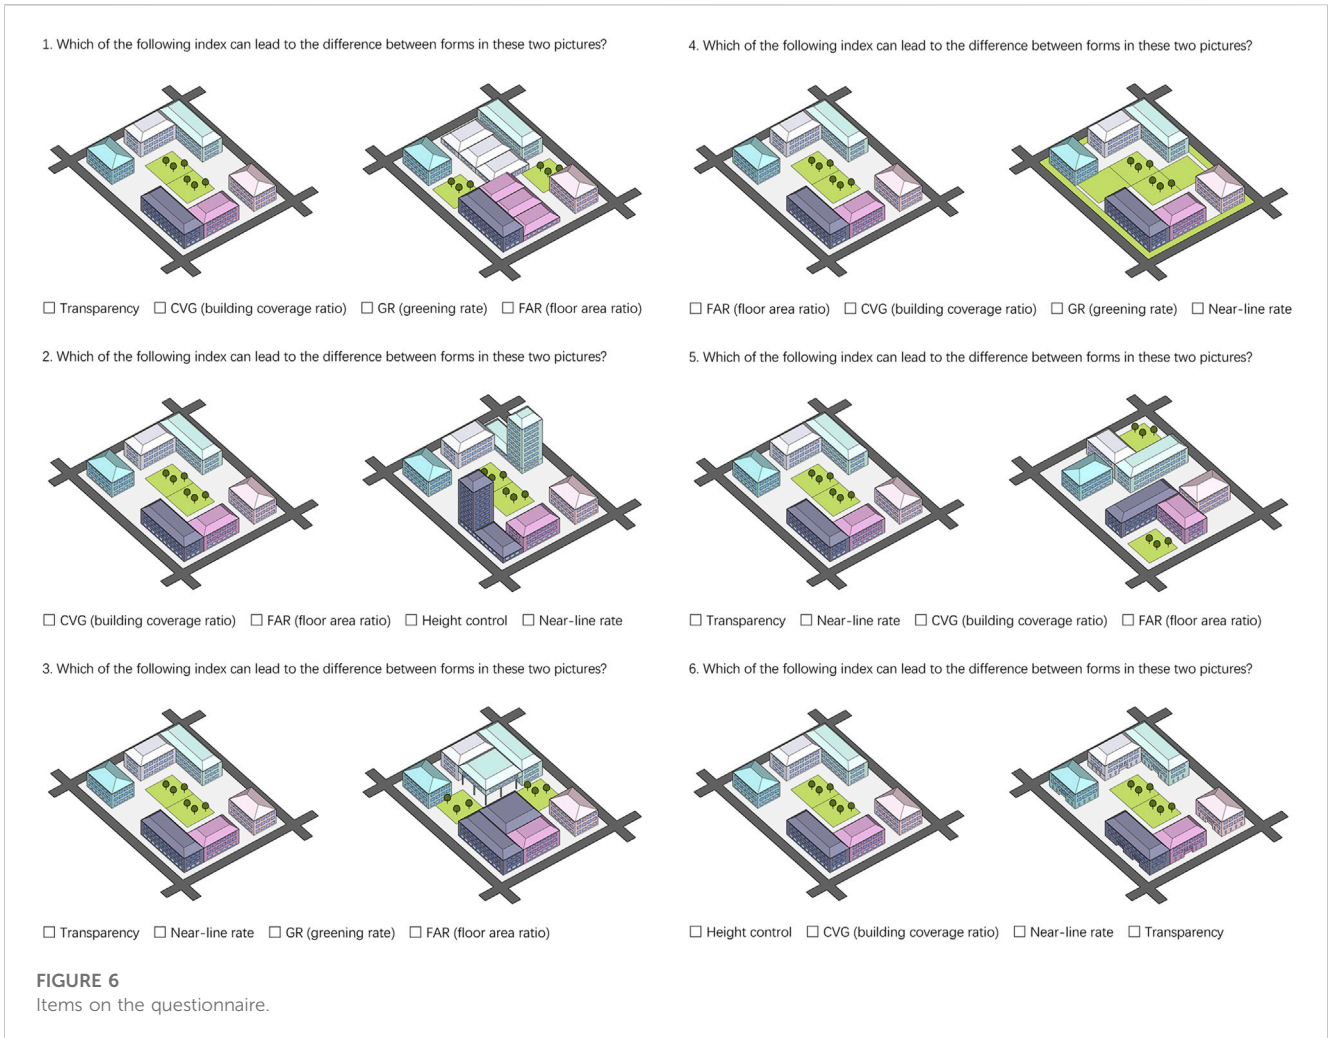 1. Which of the following index can lead to the difference between forms in these two pictures?
☐ Transparency ☐ CVG (building coverage ratio) ☐ GR (greening rate) ☐ FAR (floor area ratio)
2. Which of the following index can lead to the difference between forms in these two pictures?
☐ CVG (building coverage ratio) ☐ FAR (floor area ratio) ☐ Height control ☐ Near-line rate
3. Which of the following index can lead to the difference between forms in these two pictures?
☐ Transparency ☐ Near-line rate ☐ GR (greening rate) ☐ FAR (floor area ratio)
4. Which of the following index can lead to the difference between forms in these two pictures?
☐ FAR (floor area ratio) ☐ CVG (building coverage ratio) ☐ GR (greening rate) ☐ Near-line rate
5. Which of the following index can lead to the difference between forms in these two pictures?
☐ Transparency ☐ Near-line rate ☐ CVG (building coverage ratio) ☐ FAR (floor area ratio)
6. Which of the following index can lead to the difference between forms in these two pictures?
☐ Height control ☐ CVG (building coverage ratio) ☐ Near-line rate ☐ Transparency
FIGURE 6
Items on the questionnaire.